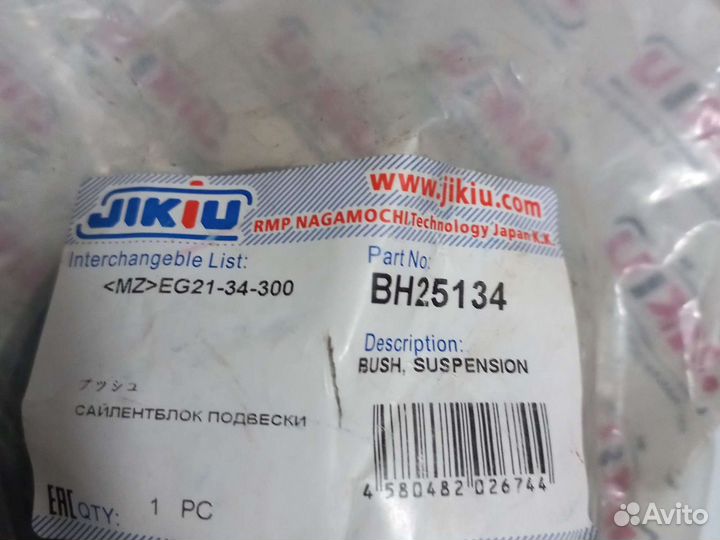 www.jikiu.com
JIKIU
RMP NAGAMOCHI Technology Japan K.K.
Interchangeble List:
<MZ>EG21-34-300
Part No:
BH25134
Description:
BUSH, SUSPENSION
ブッシュ
САЙЛЕНТБЛОК ПОДВЕСКИ
4 580482 026744
EAC QTY: 1 PC
Avito